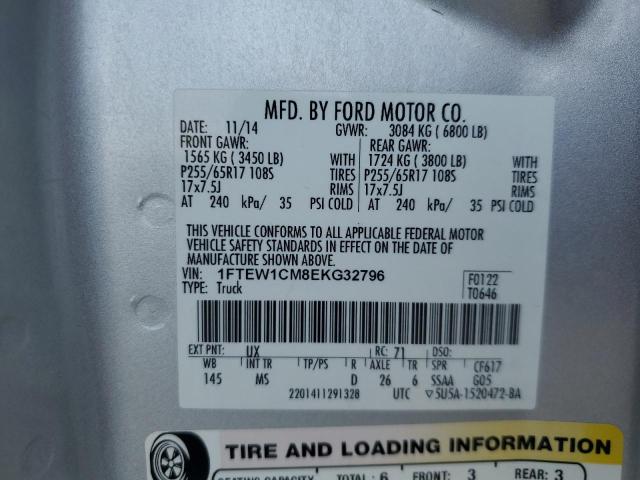 MFD. BY FORD MOTOR CO.
DATE: 11/14 GVWR: 3084 KG ( 6800 LB)
FRONT GAWR: REAR GAWR:
1565 KG ( 3450 LB) WITH 1724 KG ( 3800 LB) WITH
P255/65R17 108S TIRES P255/65R17 108S TIRES
17x7.5J RIMS 17x7.5J RIMS
AT 240 kPa/ 35 PSI COLD AT 240 kPa/ 35 PSI COLD
THIS VEHICLE CONFORMS TO ALL APPLICABLE FEDERAL MOTOR
VEHICLE SAFETY STANDARDS IN EFFECT ON THE DATE OF
MANUFACTURE SHOWN ABOVE.
VIN: 1FTEW1CM8EKG32796 F0122
TYPE: Truck T0646
EXT PNT: UX RC: 71 DSO:
WB INT TR TP/PS R AXLE TR SPR CF617
145 MS D 26 6 SSAA G05
2201411291328 UTC ▽5U5A-1520472-BA
TIRE AND LOADING INFORMATION
SEATING CAPACITY TOTAL: 6 FRONT: 3 REAR: 3